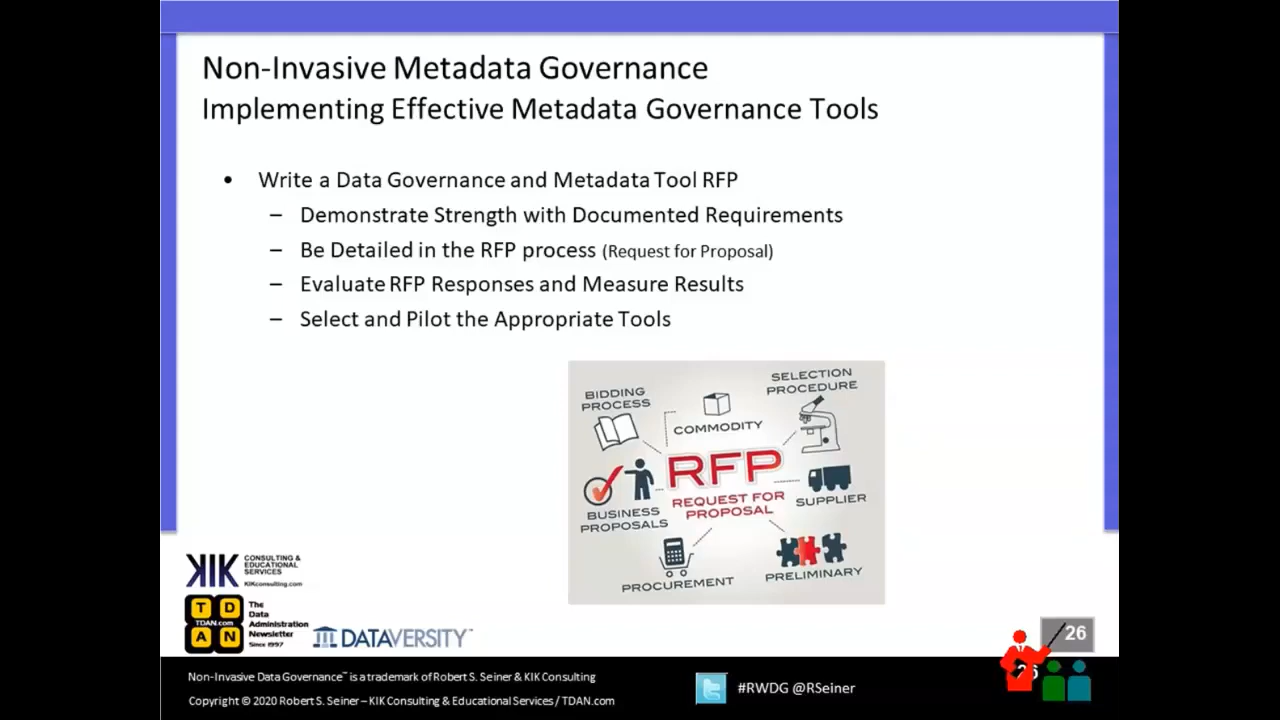 Non-Invasive Metadata Governance
Implementing Effective Metadata Governance Tools
• Write a Data Governance and Metadata Tool RFP
– Demonstrate Strength with Documented Requirements
– Be Detailed in the RFP process (Request for Proposal)
– Evaluate RFP Responses and Measure Results
– Select and Pilot the Appropriate Tools
BIDDING
PROCESS
COMMODITY
SELECTION
PROCEDURE
RFP
REQUEST FOR
PROPOSAL
BUSINESS
PROPOSALS
SUPPLIER
PROCUREMENT
PRELIMINARY
KIK
CONSULTING &
EDUCATIONAL
SERVICES
KIKconsulting.com
T D
TDAN.com
A N
The
Data
Administration
Newsletter
Since 1997
DATAVERSITY™
26
26
Non-Invasive Data Governance™ is a trademark of Robert S. Seiner & KIK Consulting
Copyright © 2020 Robert S. Seiner – KIK Consulting & Educational Services / TDAN.com
#RWDG @RSeiner